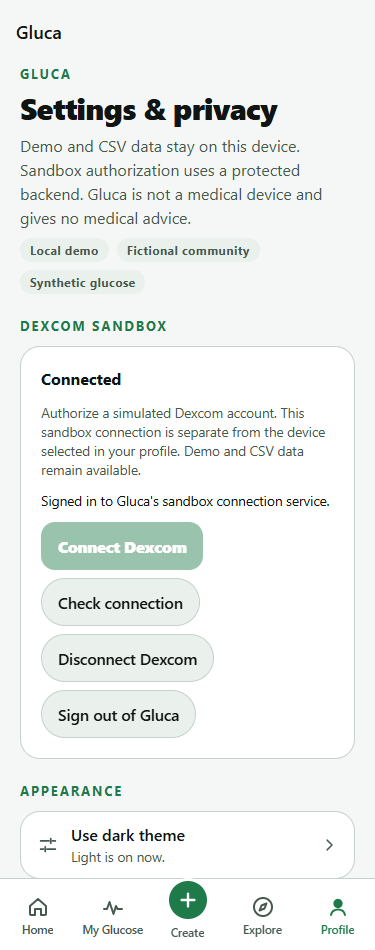 Gluca
GLUCA
Settings & privacy
Demo and CSV data stay on this device.
Sandbox authorization uses a protected
backend. Gluca is not a medical device and
gives no medical advice.
Local demo
Fictional community
Synthetic glucose
DEXCOM SANDBOX
Connected
Authorize a simulated Dexcom account. This
sandbox connection is separate from the device
selected in your profile. Demo and CSV data
remain available.
Signed in to Gluca's sandbox connection service.
Connect Dexcom
Check connection
Disconnect Dexcom
Sign out of Gluca
APPEARANCE
Use dark theme
Light is on now.
Home
My Glucose
Create
Explore
Profile